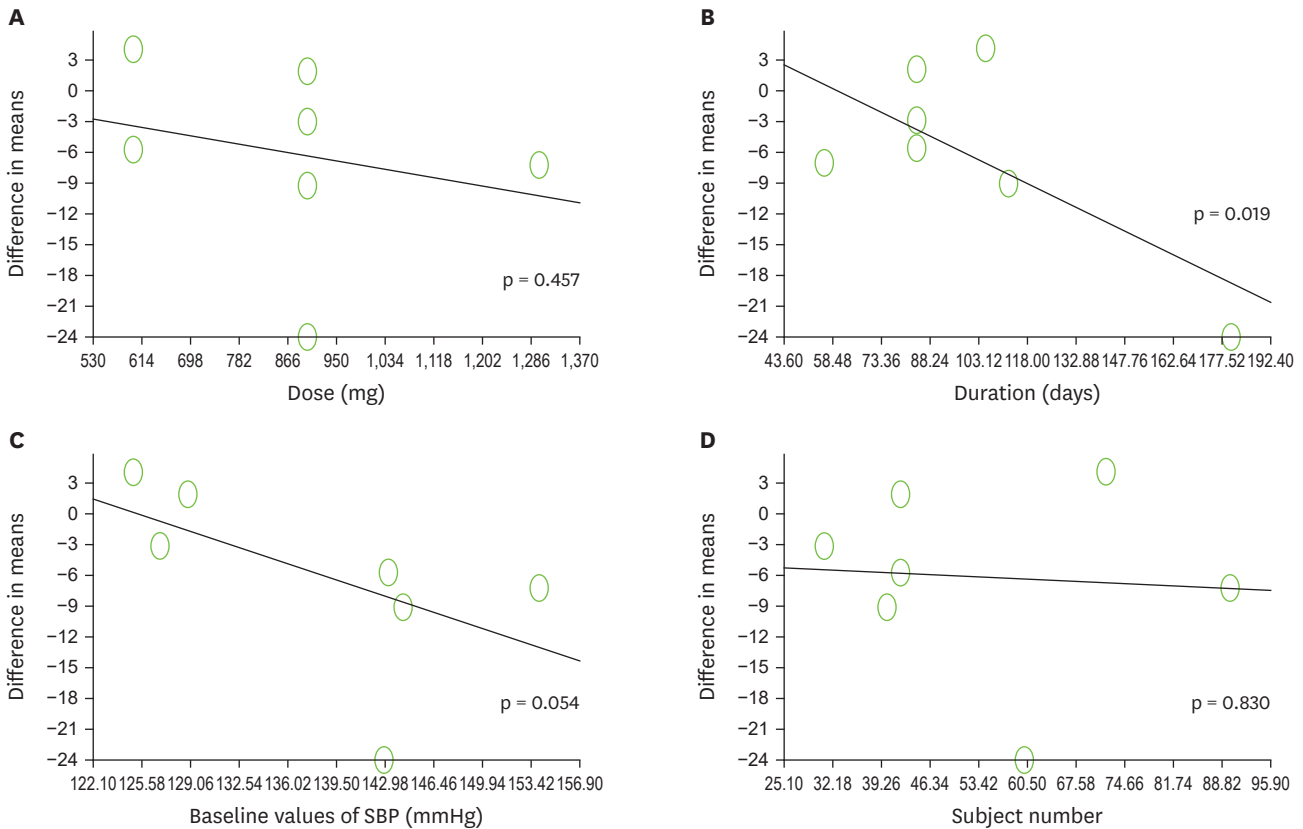 A
Difference in means
3
0
−3
−6
−9
−12
−15
−18
−21
−24
p = 0.457
530 614 698 782 866 950 1,034 1,118 1,202 1,286 1,370
Dose (mg)
B
Difference in means
3
0
−3
−6
−9
−12
−15
−18
−21
−24
p = 0.019
43.60 58.48 73.36 88.24 103.12 118.00 132.88 147.76 162.64 177.52 192.40
Duration (days)
C
Difference in means
3
0
−3
−6
−9
−12
−15
−18
−21
−24
p = 0.054
122.10 125.58 129.06 132.54 136.02 139.50 142.98 146.46 149.94 153.42 156.90
Baseline values of SBP (mmHg)
D
Difference in means
3
0
−3
−6
−9
−12
−15
−18
−21
−24
p = 0.830
25.10 32.18 39.26 46.34 53.42 60.50 67.58 74.66 81.74 88.82 95.90
Subject number